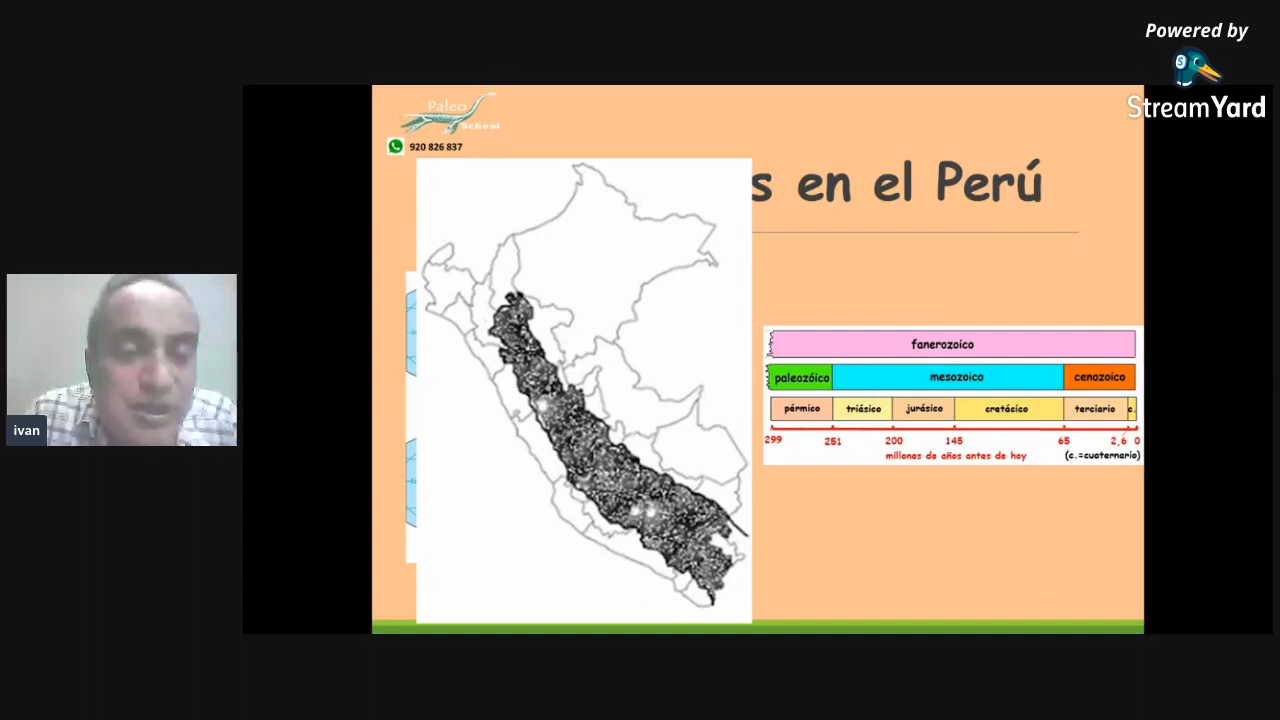 Powered by
StreamYard
Paleo
School
920 826 837
s en el Perú
fanerozoico
paleozóico mesozoico cenozoico
pérmico triásico jurásico cretácico terciario c.
299 251 200 145 65 2,6 0
millones de años antes de hoy (c.=cuaternario)
ivan